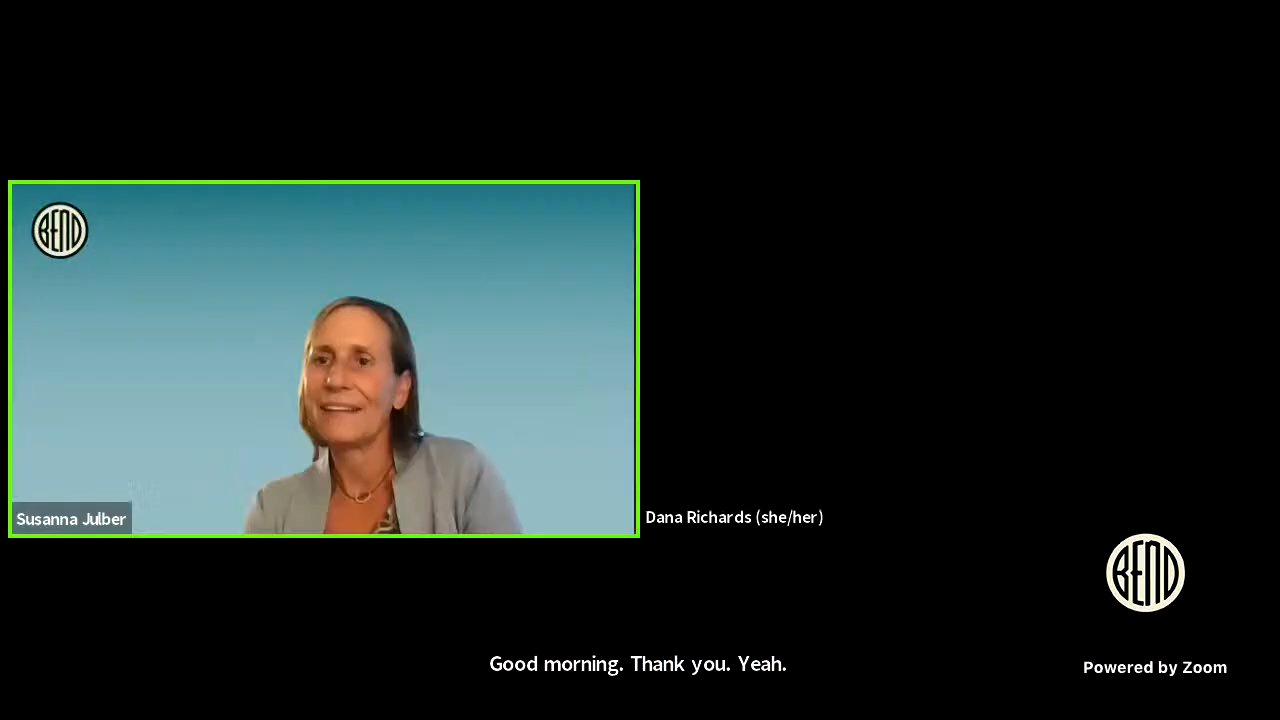 BEND
Susanna Julber
Dana Richards (she/her)
BEND
Good morning. Thank you. Yeah.
Powered by Zoom